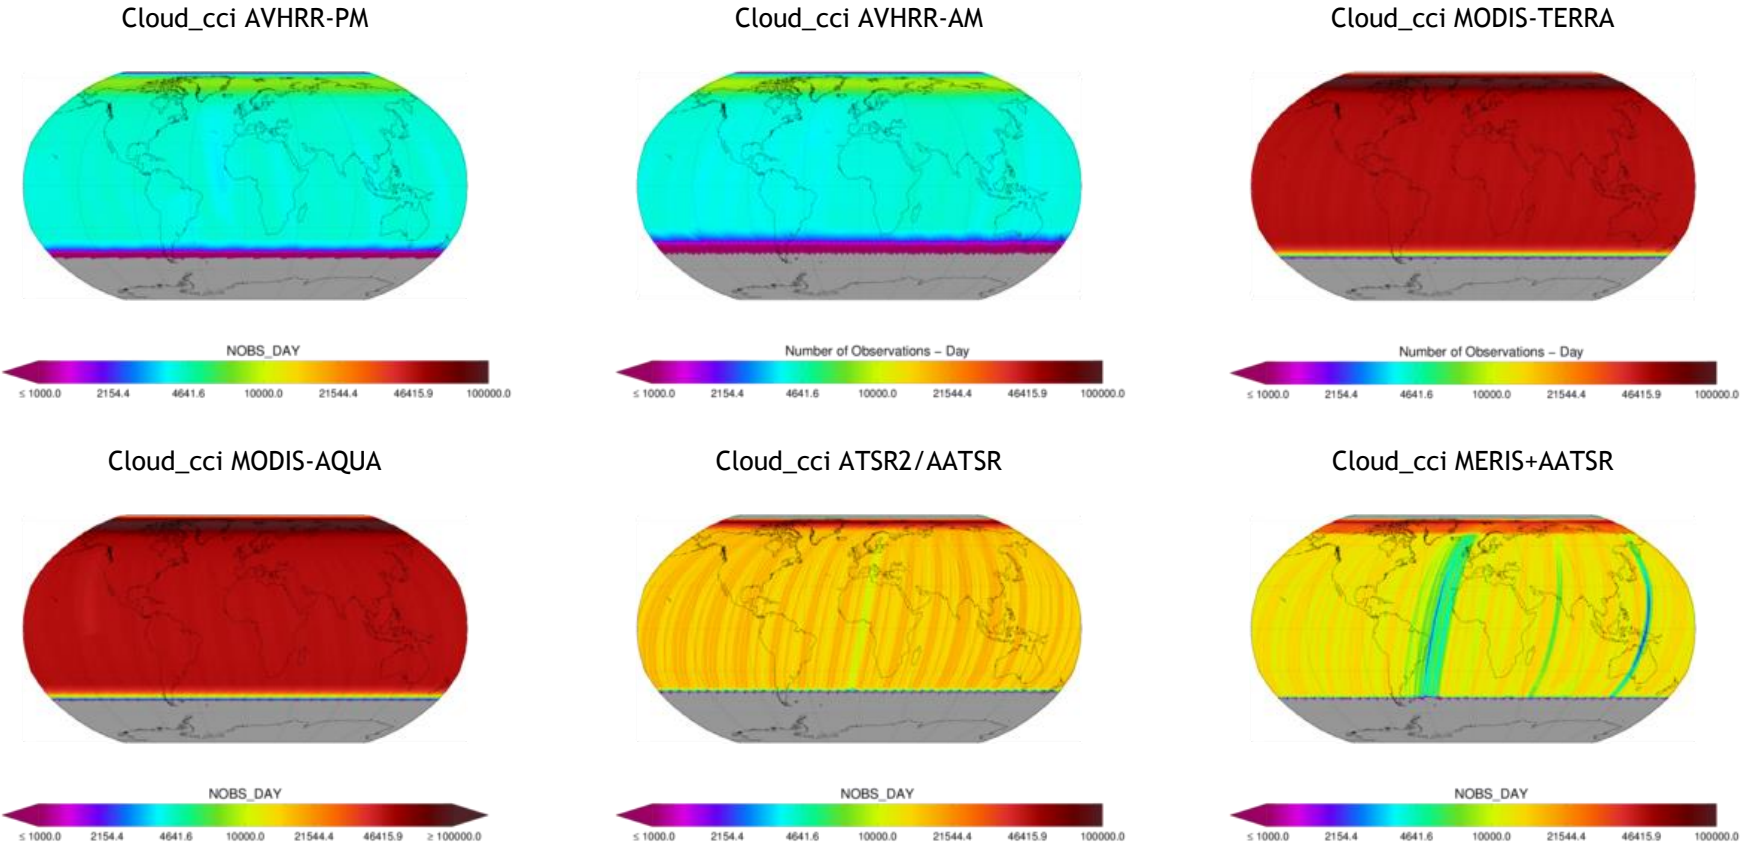 Cloud_cci AVHRR-PM
Cloud_cci AVHRR-AM
Cloud_cci MODIS-TERRA
NOBS_DAY
≤ 1000.0 2154.4 4641.6 10000.0 21544.4 46415.9 100000.0
Number of Observations – Day
≤ 1000.0 2154.4 4641.6 10000.0 21544.4 46415.9 100000.0
Number of Observations – Day
≤ 1000.0 2154.4 4641.6 10000.0 21544.4 46415.9 100000.0
Cloud_cci MODIS-AQUA
Cloud_cci ATSR2/AATSR
Cloud_cci MERIS+AATSR
NOBS_DAY
≤ 1000.0 2154.4 4641.6 10000.0 21544.4 46415.9 ≥ 100000.0
NOBS_DAY
≤ 1000.0 2154.4 4641.6 10000.0 21544.4 46415.9 100000.0
NOBS_DAY
≤ 1000.0 2154.4 4641.6 10000.0 21544.4 46415.9 100000.0